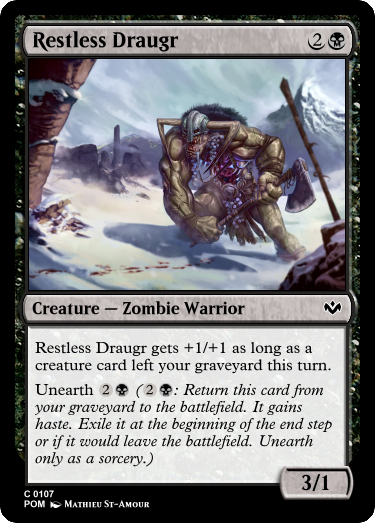 Restless Draugr 2
Creature — Zombie Warrior
Restless Draugr gets +1/+1 as long as a
creature card left your graveyard this turn.
Unearth 2 (2 : Return this card from
your graveyard to the battlefield. It gains
haste. Exile it at the beginning of the end step
or if it would leave the battlefield. Unearth
only as a sorcery.)
3/1
C 0107
POM Mathieu St-Amour